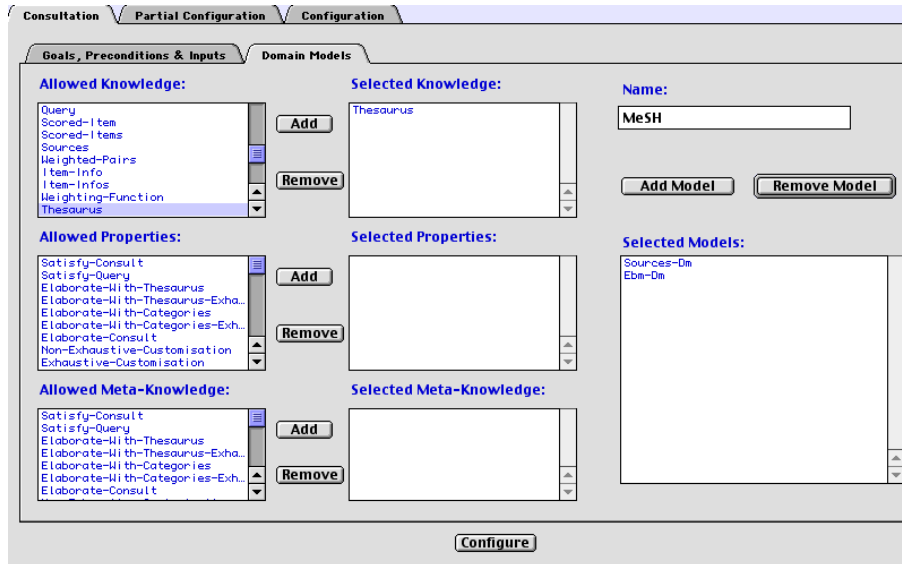 Consultation
Partial Configuration
Configuration
Goals, Preconditions & Inputs
Domain Models
Allowed Knowledge:
Query
Scored-Item
Scored-Items
Sources
Weighted-Pairs
Item-Info
Item-Infos
Weighting-Function
Thesaurus
Add
Remove
Selected Knowledge:
Thesaurus
Name:
MeSH
Add Model
Remove Model
Allowed Properties:
Satisfy-Consult
Satisfy-Query
Elaborate-With-Thesaurus
Elaborate-With-Thesaurus-Exha…
Elaborate-With-Categories
Elaborate-With-Categories-Exh…
Elaborate-Consult
Non-Exhaustive-Customisation
Exhaustive-Customisation
Add
Remove
Selected Properties:
Selected Models:
Sources-Dm
Ebm-Dm
Allowed Meta-Knowledge:
Satisfy-Consult
Satisfy-Query
Elaborate-With-Thesaurus
Elaborate-With-Thesaurus-Exha…
Elaborate-With-Categories
Elaborate-With-Categories-Exh…
Elaborate-Consult
Add
Remove
Selected Meta-Knowledge:
Configure